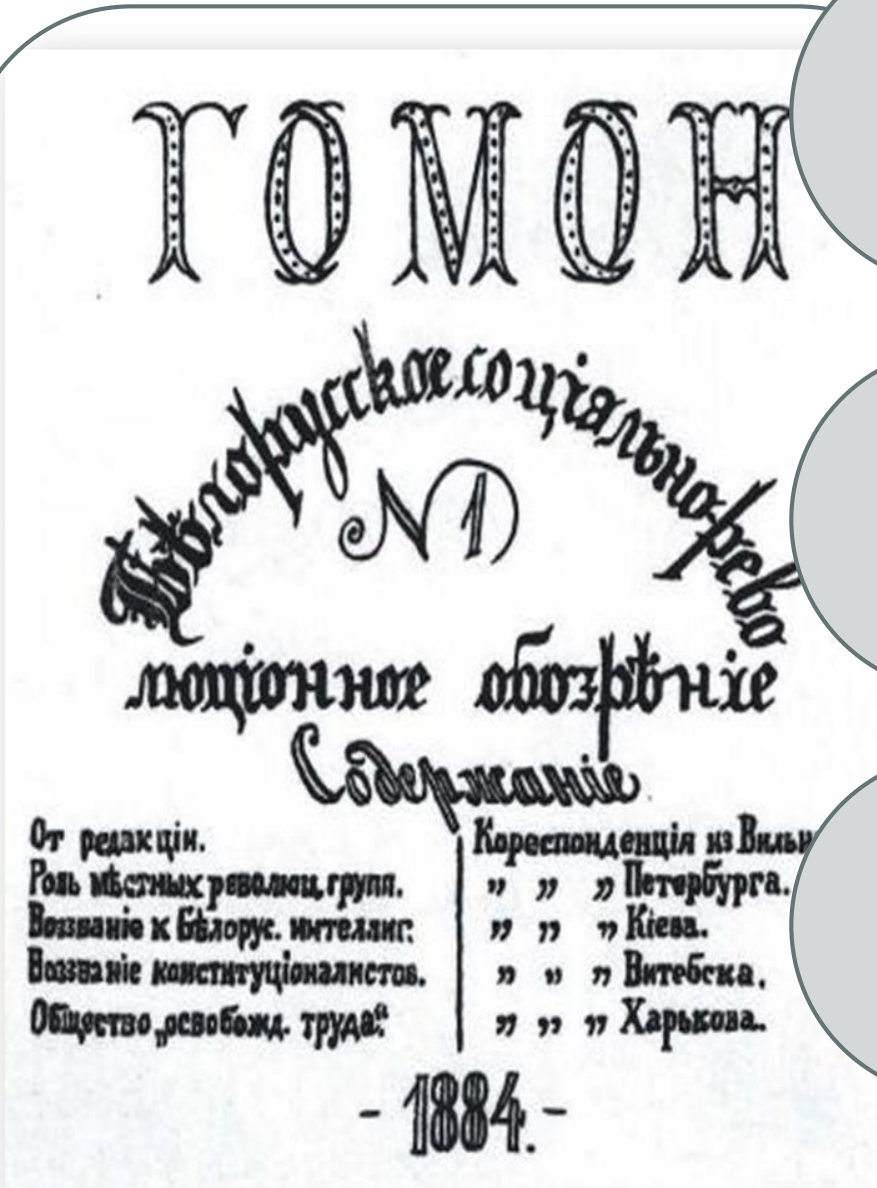 ГОМОН
Бѣлорусское соціально-рево
№ 1
люціонное обозрѣніе
Содержаніе
От редакціи.
Роль мѣстных революц. групп.
Воззваніе к Бѣлорус. интеллиг.
Воззваніе конституціоналистов.
Общество „освобожд. труда“.
Кореспонденція из Вильн
” ” ” Петербурга.
” ” ” Кіева.
” ” ” Витебска.
” ” ” Харькова.
- 1884. -